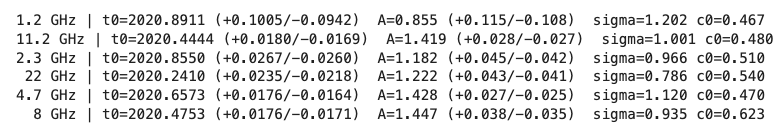 1.2 GHz | t0=2020.8911 (+0.1005/-0.0942)  A=0.855 (+0.115/-0.108)  sigma=1.202 c0=0.467
11.2 GHz | t0=2020.4444 (+0.0180/-0.0169)  A=1.419 (+0.028/-0.027)  sigma=1.001 c0=0.480
2.3 GHz | t0=2020.8550 (+0.0267/-0.0260)  A=1.182 (+0.045/-0.042)  sigma=0.966 c0=0.510
22 GHz | t0=2020.2410 (+0.0235/-0.0218)  A=1.222 (+0.043/-0.041)  sigma=0.786 c0=0.540
4.7 GHz | t0=2020.6573 (+0.0176/-0.0164)  A=1.428 (+0.027/-0.025)  sigma=1.120 c0=0.470
8 GHz | t0=2020.4753 (+0.0176/-0.0171)  A=1.447 (+0.038/-0.035)  sigma=0.935 c0=0.623